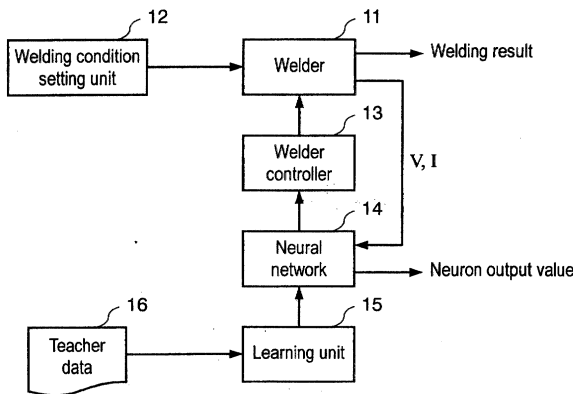 12
11
Welding condition
setting unit
Welder
Welding result
13
Welder
controller
V, I
14
Neural
network
Neuron output value
16
15
Teacher
data
Learning unit